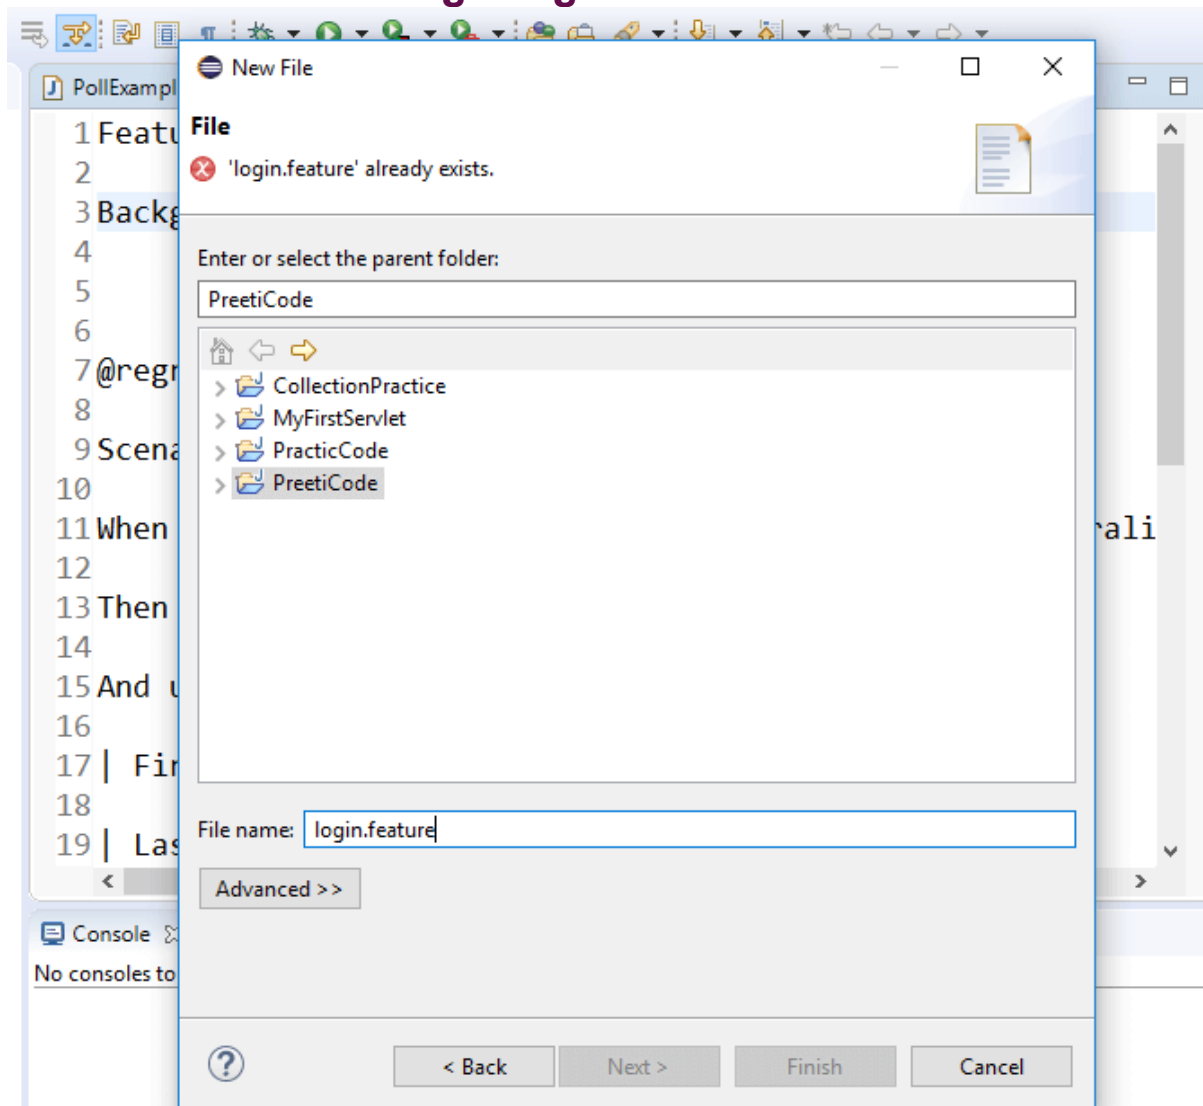 New File
PollExampl
File
'login.feature' already exists.
1 Featu
2
3 Backg
4
5
6
7 @regr
8
9 Scena
10
11 When
rali
12
13 Then
14
15 And u
16
17 | Fir
18
19 | Las
Enter or select the parent folder:
PreetiCode
CollectionPractice
MyFirstServlet
PracticCode
PreetiCode
File name: login.feature
Advanced >>
Console
No consoles to
< Back Next > Finish Cancel